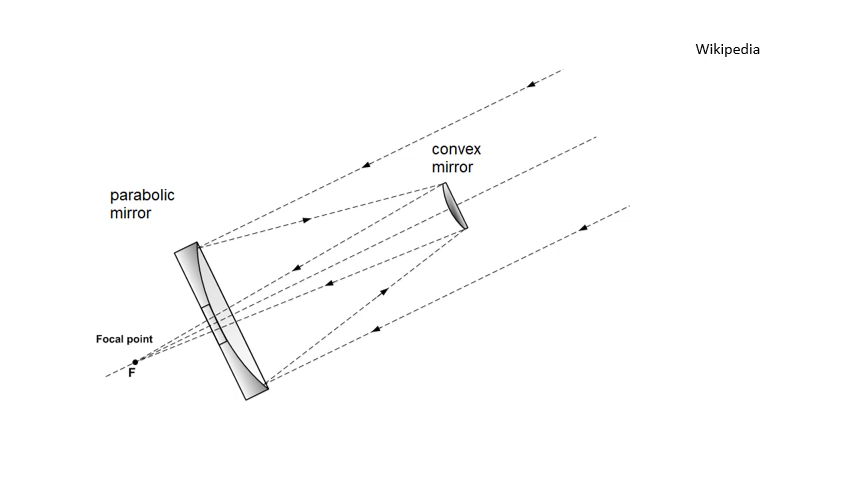 Wikipedia
convex
mirror
parabolic
mirror
Focal point
F